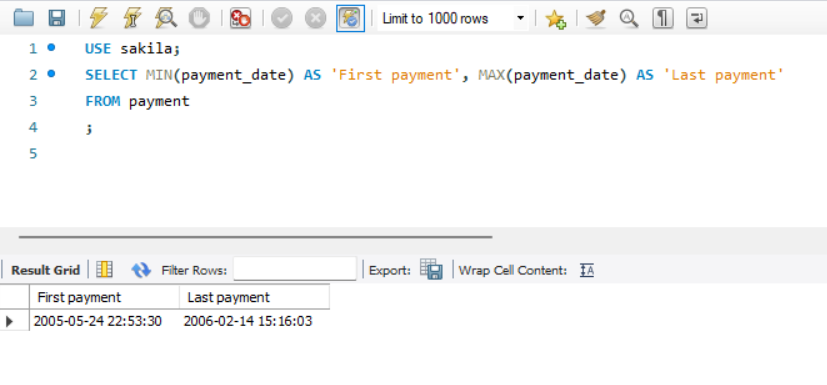 Limit to 1000 rows
1 USE sakila;
2 SELECT MIN(payment_date) AS 'First payment', MAX(payment_date) AS 'Last payment'
3 FROM payment
4 ;
5
Result Grid Filter Rows: Export: Wrap Cell Content: IA
First payment Last payment
2005-05-24 22:53:30 2006-02-14 15:16:03